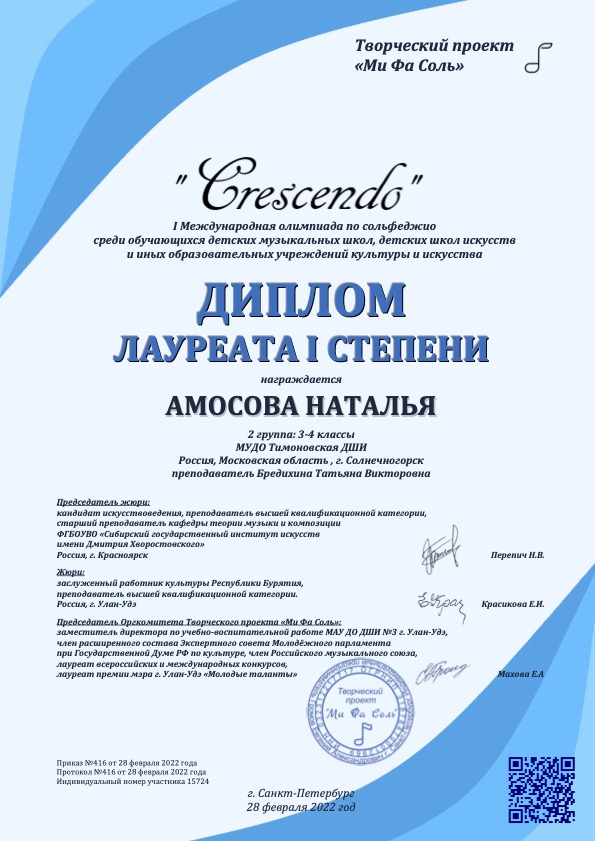 Творческий проект
«Ми Фа Соль»
"Crescendo"
I Международная олимпиада по сольфеджио
среди обучающихся детских музыкальных школ, детских школ искусств
и иных образовательных учреждений культуры и искусства
ДИПЛОМ
ЛАУРЕАТА I СТЕПЕНИ
награждается
АМОСОВА НАТАЛЬЯ
2 группа: 3-4 классы
МУДО Тимоновская ДШИ
Россия, Московская область , г. Солнечногорск
преподаватель Бредихина Татьяна Викторовна
Председатель жюри:
кандидат искусствоведения, преподаватель высшей квалификационной категории,
старший преподаватель кафедры теории музыки и композиции
ФГБОУВО «Сибирский государственный институт искусств
имени Дмитрия Хворостовского»
Россия, г. Красноярск
Перепич Н.В.
Жюри:
заслуженный работник культуры Республики Бурятия,
преподаватель высшей квалификационной категории.
Россия, г. Улан-Удэ
Красикова Е.И.
Председатель Оргкомитета Творческого проекта «Ми Фа Соль»:
заместитель директора по учебно-воспитательной работе МАУ ДО ДШИ №3 г. Улан-Удэ,
член расширенного состава Экспертного совета Молодёжного парламента
при Государственной Думе РФ по культуре, член Российского музыкального союза,
лауреат всероссийских и международных конкурсов,
лауреат премии мэра г. Улан-Удэ «Молодые таланты»
Махова Е.А
Творческий
проект
"Ми Фа Соль"
Приказ №416 от 28 февраля 2022 года
Протокол №416 от 28 февраля 2022 года
Индивидуальный номер участника 15724
г. Санкт-Петербург
28 февраля 2022 год